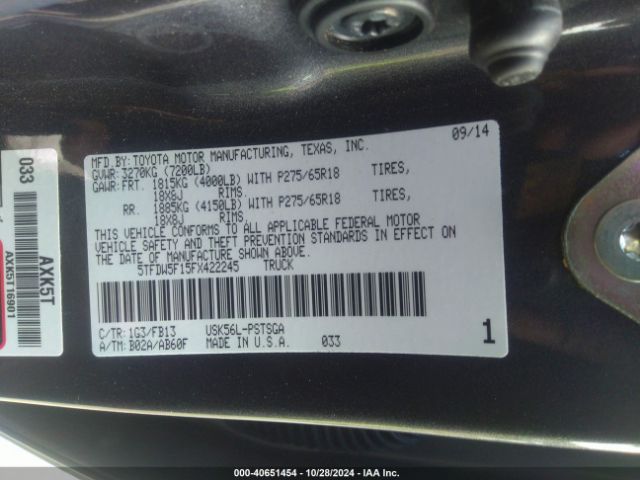 09/14
MFD.BY:TOYOTA MOTOR MANUFACTURING, TEXAS, INC.
GVWR:3270KG (7200LB)
GAWR:FRT. 1815KG (4000LB) WITH P275/65R18 TIRES,
18X8J RIMS
RR. 1885KG (4150LB) WITH P275/65R18 TIRES,
18X8J RIMS
THIS VEHICLE CONFORMS TO ALL APPLICABLE FEDERAL MOTOR
VEHICLE SAFETY AND THEFT PREVENTION STANDARDS IN EFFECT ON
THE DATE OF MANUFACTURE SHOWN ABOVE.
5TFDW5F15FX422245 TRUCK
C/TR:1G3/FB13 USK56L-PSTSGA
A/TM:B02A/AB60F MADE IN U.S.A. 033 1
033
AXK5T
AXK5T16901
000-40651454 | 10/28/2024 | IAA Inc.